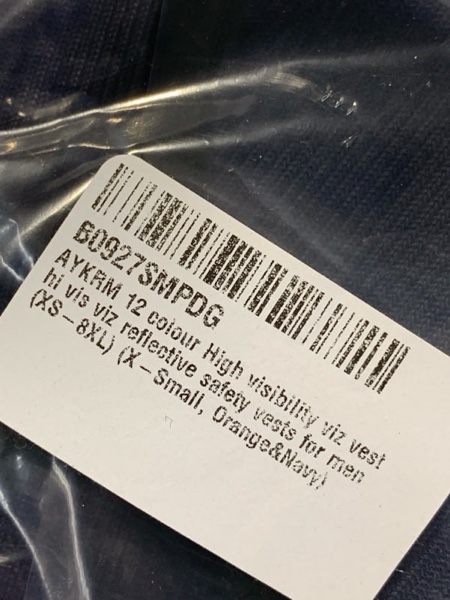 B0927SMPDG
AYKRM 12 colour High visibility viz vest
hi vis viz reflective safety vests for men
(XS-8XL) (X-Small, Orange&Navy)